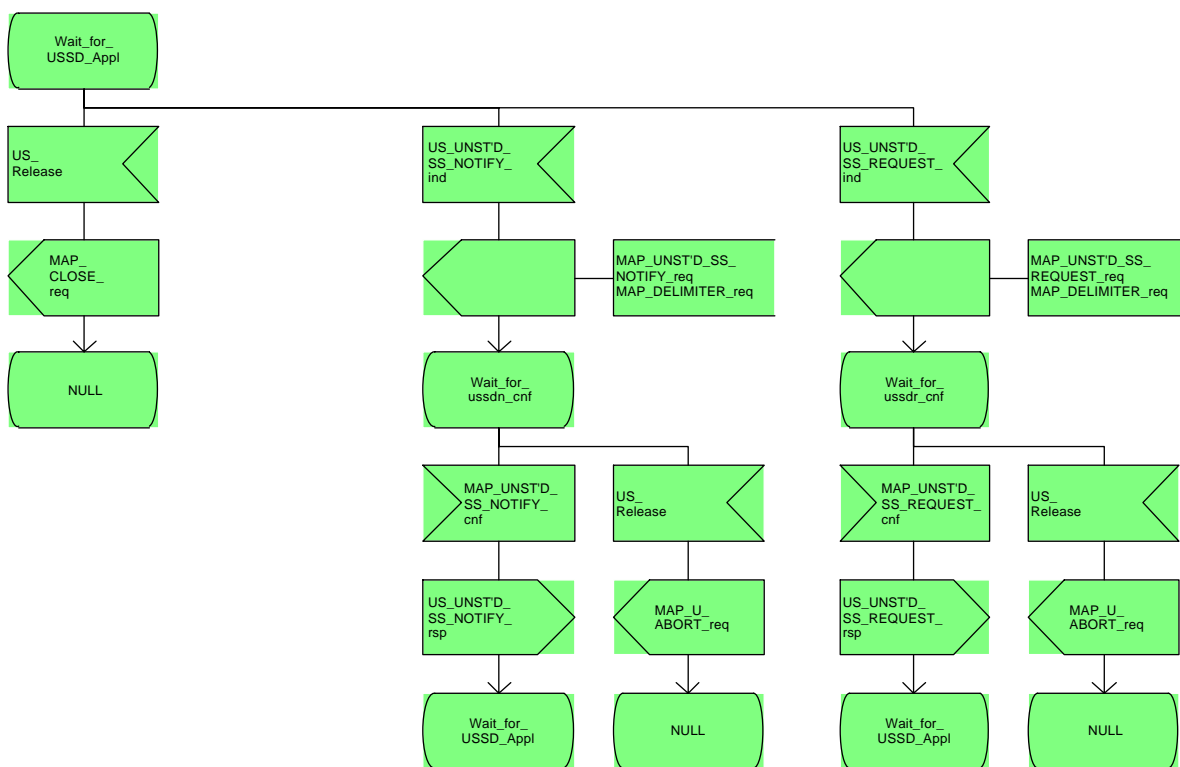 Wait_for_
USSD_Appl
US_
Release
US_UNST'D_
SS_NOTIFY_
ind
US_UNST'D_
SS_REQUEST_
ind
MAP_
CLOSE_
req
MAP_UNST'D_SS_
NOTIFY_req
MAP_DELIMITER_req
MAP_UNST'D_SS_
REQUEST_req
MAP_DELIMITER_req
NULL
Wait_for_
ussdn_cnf
Wait_for_
ussdr_cnf
MAP_UNST'D_
SS_NOTIFY_
cnf
US_
Release
MAP_UNST'D_
SS_REQUEST_
cnf
US_
Release
US_UNST'D_
SS_NOTIFY_
rsp
MAP_U_
ABORT_req
US_UNST'D_
SS_REQUEST_
rsp
MAP_U_
ABORT_req
Wait_for_
USSD_Appl
NULL
Wait_for_
USSD_Appl
NULL